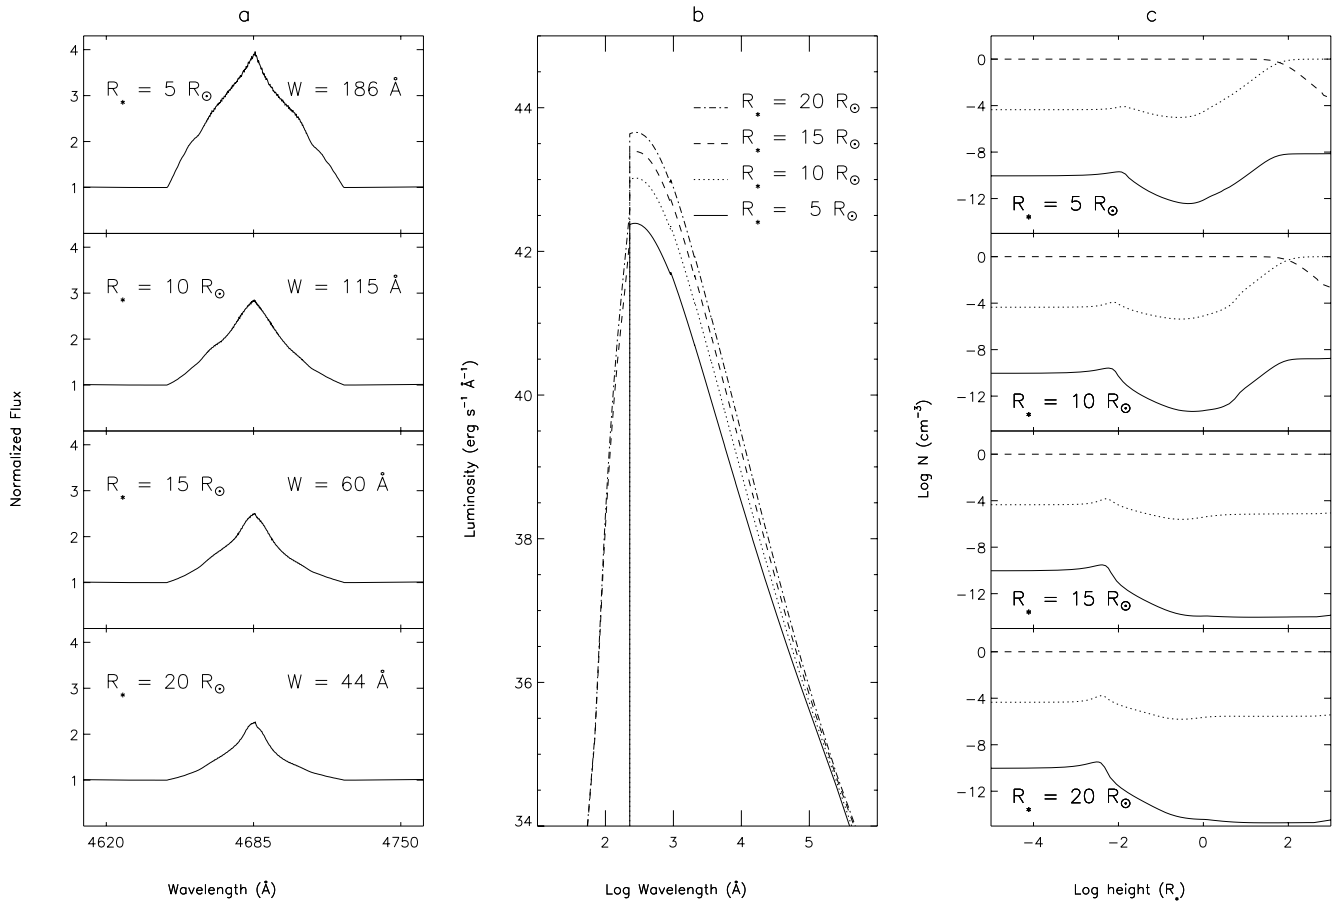 a
b
c
Normalized Flux
4
3
2
1
R* = 5 R☉
W = 186 Å
4
3
2
1
R* = 10 R☉
W = 115 Å
4
3
2
1
R* = 15 R☉
W = 60 Å
4
3
2
1
R* = 20 R☉
W = 44 Å
4620 4685 4750
Wavelength (Å)
Luminosity (erg s⁻¹ Å⁻¹)
44
42
40
38
36
34
R* = 20 R☉
R* = 15 R☉
R* = 10 R☉
R* = 5 R☉
2 3 4 5
Log Wavelength (Å)
Log N (cm⁻³)
0
-4
-8
-12
R* = 5 R☉
0
-4
-8
-12
R* = 10 R☉
0
-4
-8
-12
R* = 15 R☉
0
-4
-8
-12
R* = 20 R☉
-4 -2 0 2
Log height (R*)